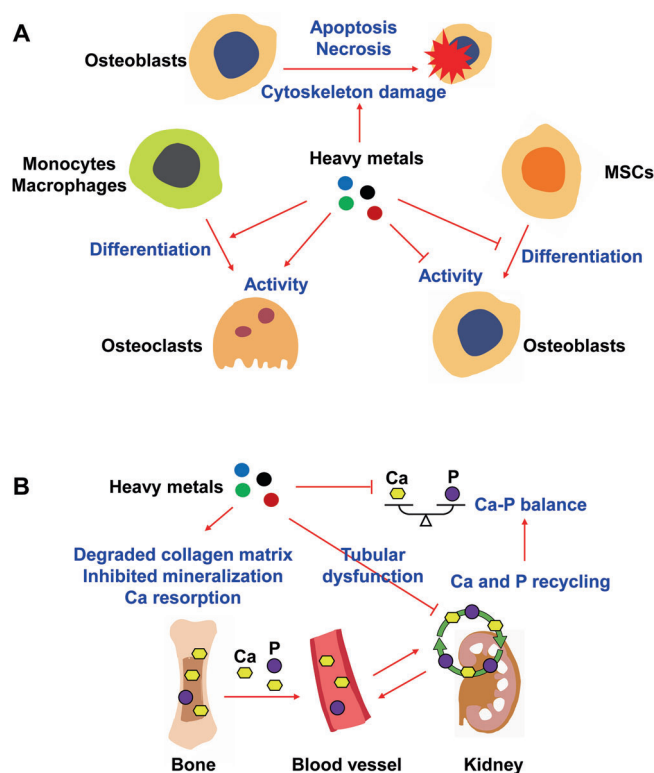 A
Osteoblasts
Apoptosis
Necrosis
Cytoskeleton damage
Monocytes
Macrophages
Heavy metals
MSCs
Differentiation
Activity
Activity
Differentiation
Osteoclasts
Osteoblasts
B
Heavy metals
Ca
P
Ca-P balance
Degraded collagen matrix
Inhibited mineralization
Ca resorption
Tubular
dysfunction
Ca and P recycling
Ca
P
Bone
Blood vessel
Kidney